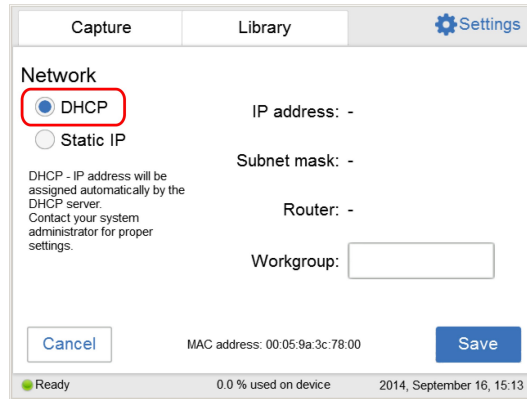 Capture
Library
Settings
Network
DHCP
Static IP
DHCP - IP address will be
assigned automatically by the
DHCP server.
Contact your system
administrator for proper
settings.
IP address: -
Subnet mask: -
Router: -
Workgroup:
Cancel
MAC address: 00:05:9a:3c:78:00
Save
Ready
0.0 % used on device
2014, September 16, 15:13